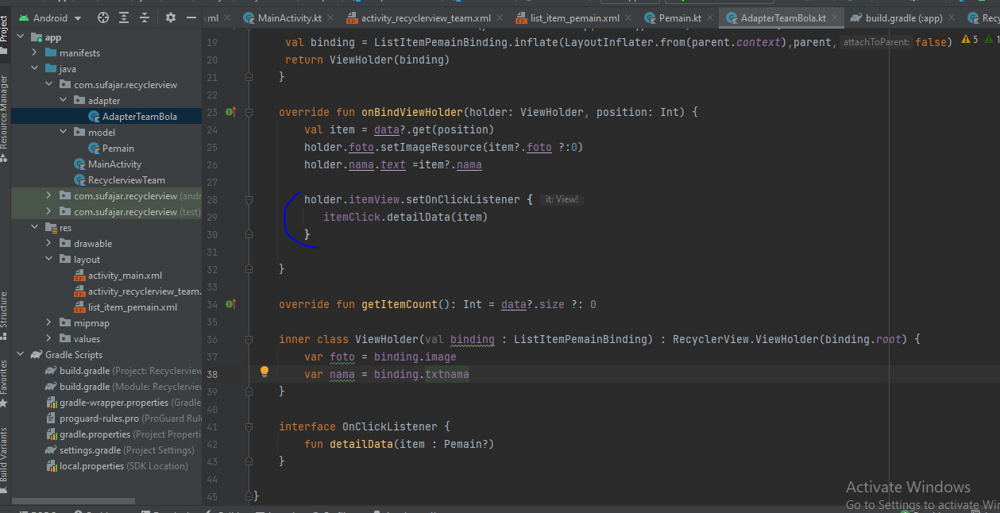 Android
ml
MainActivity.kt
activity_recyclerview_team.xml
list_item_pemain.xml
Pemain.kt
AdapterTeamBola.kt
build.gradle (:app)
Recy
Project
Resource Manager
Structure
Favorites
Build Variants
app
manifests
java
com.sufajar.recyclerview
adapter
AdapterTeamBola
model
Pemain
MainActivity
RecyclerviewTeam
com.sufajar.recyclerview (andr
com.sufajar.recyclerview (test)
res
drawable
layout
activity_main.xml
activity_recyclerview_team.
list_item_pemain.xml
mipmap
values
Gradle Scripts
build.gradle (Project: Recyclerview
build.gradle (Module: Recyclerview
gradle-wrapper.properties (Gradle
proguard-rules.pro (ProGuard Rul
gradle.properties (Project Properti
settings.gradle (Project Settings)
local.properties (SDK Location)
19 val binding = ListItemPemainBinding.inflate(LayoutInflater.from(parent.context),parent, attachToParent: false) 5 1
20 return ViewHolder(binding)
21 }
22
23 override fun onBindViewHolder(holder: ViewHolder, position: Int) {
24 val item = data?.get(position)
25 holder.foto.setImageResource(item?.foto ?:0)
26 holder.nama.text =item?.nama
27
28 holder.itemView.setOnClickListener { it: View!
29 itemClick.detailData(item)
30 }
31
32 }
33
34 override fun getItemCount(): Int = data?.size ?: 0
35
36 inner class ViewHolder(val binding : ListItemPemainBinding) : RecyclerView.ViewHolder(binding.root) {
37 var foto = binding.image
38 var nama = binding.txtnama
39 }
40
41 interface OnClickListener {
42 fun detailData(item : Pemain?)
43 }
44
45 }
Activate Windows
Go to Settings to activate Win